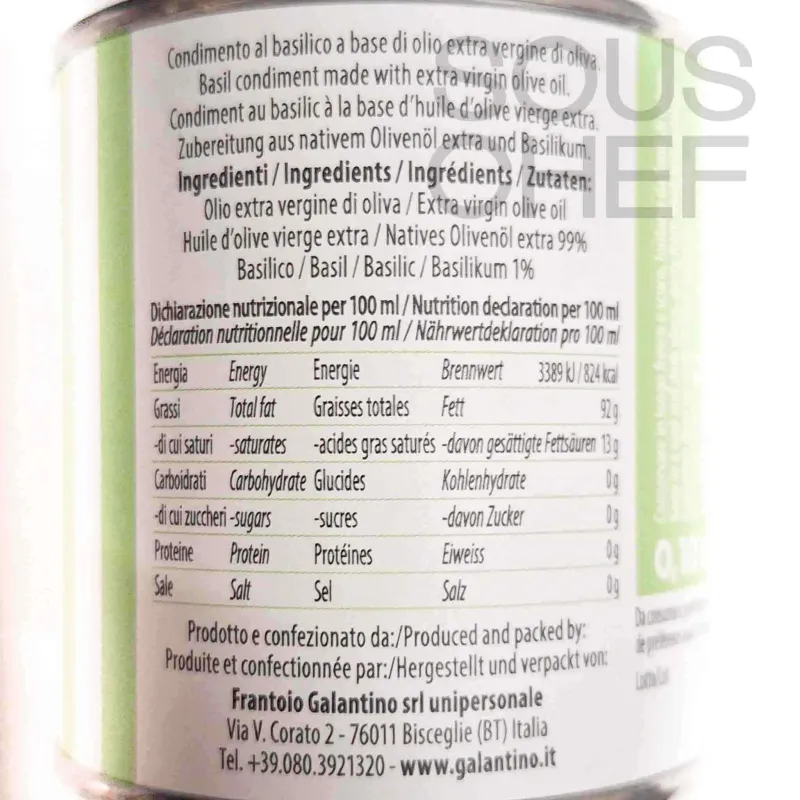 SOUS
CHEF
Condimento al basilico a base di olio extra vergine di oliva.
Basil condiment made with extra virgin olive oil.
Condiment au basilic à la base d'huile d'olive vierge extra.
Zubereitung aus nativem Olivenöl extra und Basilikum.
Ingredienti / Ingredients / Ingrédients / Zutaten:
Olio extra vergine di oliva / Extra virgin olive oil
Huile d'olive vierge extra / Natives Olivenöl extra 99%
Basilico / Basil / Basilic / Basilikum 1%
Dichiarazione nutrizionale per 100 ml / Nutrition declaration per 100 ml
Déclaration nutritionnelle pour 100 ml / Nährwertdeklaration pro 100 ml
Energia Energy Energie Brennwert 3389 kJ / 824 kcal
Grassi Total fat Graisses totales Fett 92 g
-di cui saturi -saturates -acides gras saturés -davon gesättigte Fettsäuren 13 g
Carboidrati Carbohydrate Glucides Kohlenhydrate 0 g
-di cui zuccheri -sugars -sucres -davon Zucker 0 g
Proteine Protein Protéines Eiweiss 0 g
Sale Salt Sel Salz 0 g
Prodotto e confezionato da:/Produced and packed by:
Produite et confectionnée par:/Hergestellt und verpackt von:
Frantoio Galantino srl unipersonale
Via V. Corato 2 - 76011 Bisceglie (BT) Italia
Tel. +39.080.3921320 - www.galantino.it